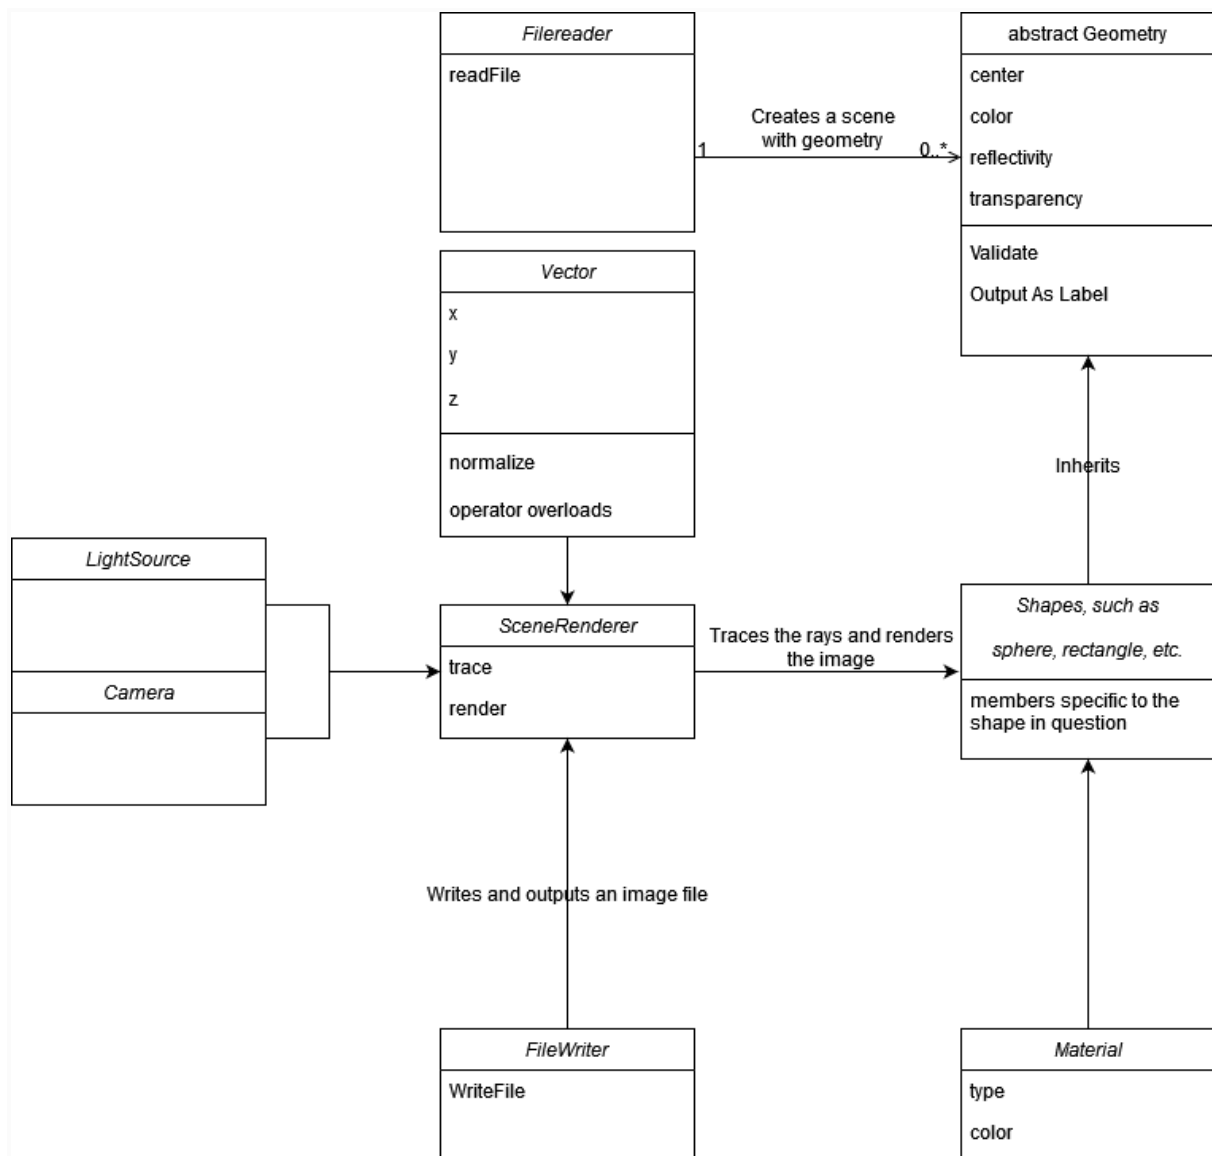 Filereader
readFile
abstract Geometry
center
color
reflectivity
transparency
Validate
Output As Label
Creates a scene
with geometry
1
0..*
Vector
x
y
z
normalize
operator overloads
Inherits
LightSource
Camera
SceneRenderer
trace
render
Traces the rays and renders
the image
Shapes, such as
sphere, rectangle, etc.
members specific to the
shape in question
Writes and outputs an image file
FileWriter
WriteFile
Material
type
color